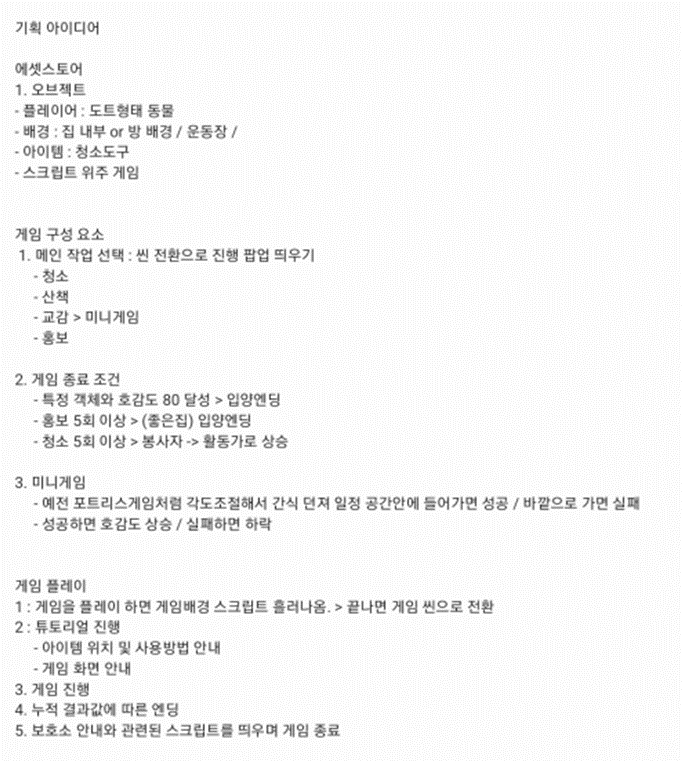 기획 아이디어
에셋스토어
1. 오브젝트
- 플레이어 : 도트형태 동물
- 배경 : 집 내부 or 방 배경 / 운동장 /
- 아이템 : 청소도구
- 스크립트 위주 게임
게임 구성 요소
1. 메인 작업 선택 : 씬 전환으로 진행 팝업 띄우기
- 청소
- 산책
- 교감 > 미니게임
- 홍보
2. 게임 종료 조건
- 특정 객체와 호감도 80 달성 > 입양엔딩
- 홍보 5회 이상 > (좋은집) 입양엔딩
- 청소 5회 이상 > 봉사자 -> 활동가로 상승
3. 미니게임
- 예전 포트리스게임처럼 각도조절해서 간식 던져 일정 공간안에 들어가면 성공 / 바깥으로 가면 실패
- 성공하면 호감도 상승 / 실패하면 하락
게임 플레이
1 : 게임을 플레이 하면 게임배경 스크립트 흘러나옴. > 끝나면 게임 씬으로 전환
2 : 튜토리얼 진행
- 아이템 위치 및 사용방법 안내
- 게임 화면 안내
3. 게임 진행
4. 누적 결과값에 따른 엔딩
5. 보호소 안내와 관련된 스크립트를 띄우며 게임 종료